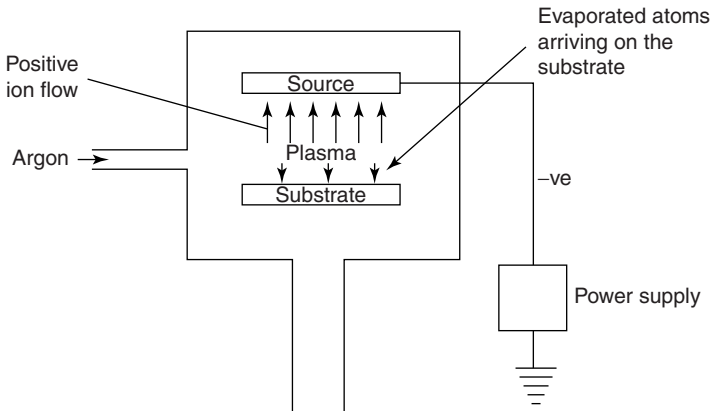 Evaporated atoms
arriving on the
substrate
Positive
ion flow
Source
Argon
Plasma
Substrate
–ve
Power supply